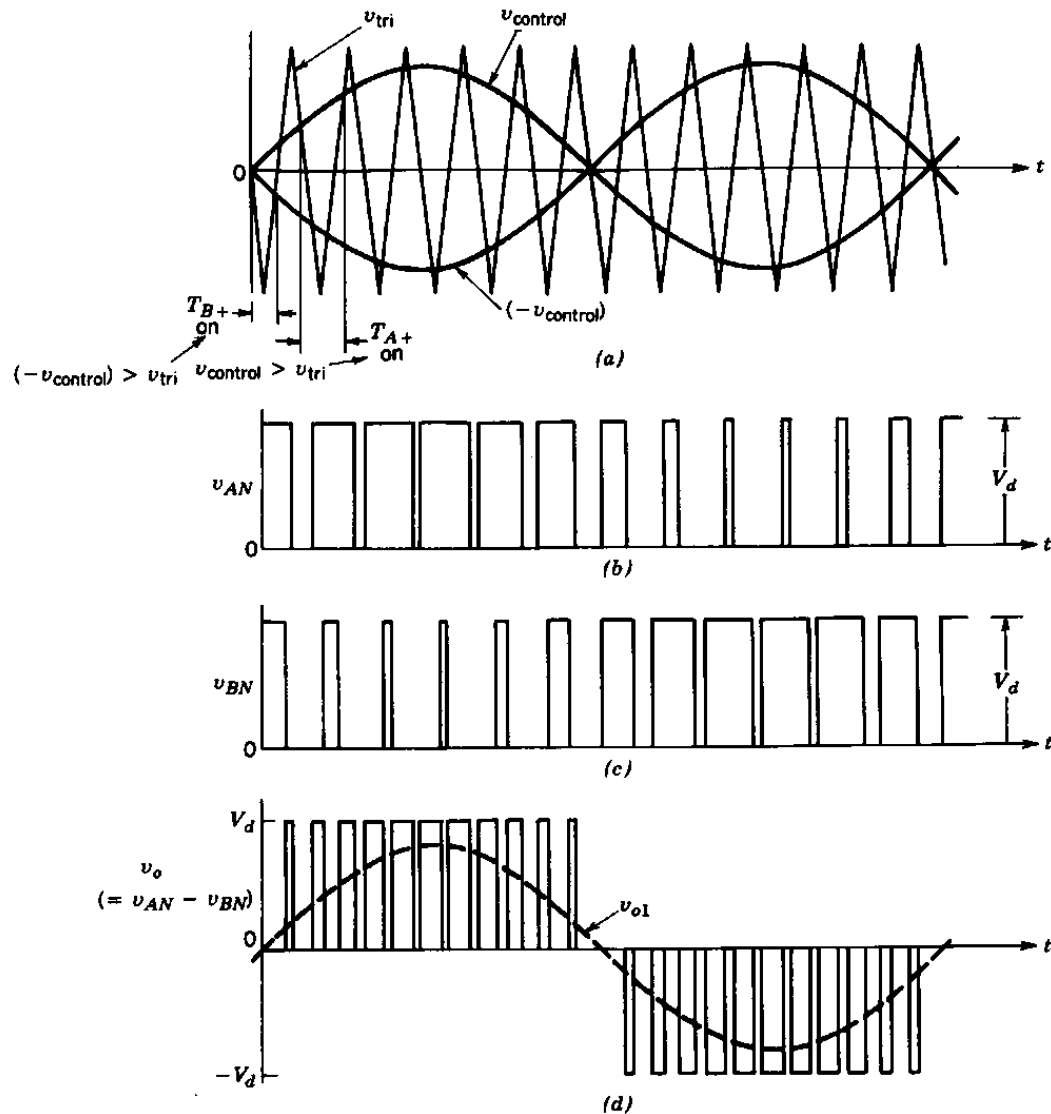 v_tri
v_control
0
t
(−v_control)
T_B+
on
T_A+
on
(−v_control) > v_tri
v_control > v_tri
(a)
v_AN
V_d
0
t
(b)
v_BN
V_d
0
t
(c)
V_d
v_o
(= v_AN − v_BN)
v_o1
0
t
−V_d
(d)